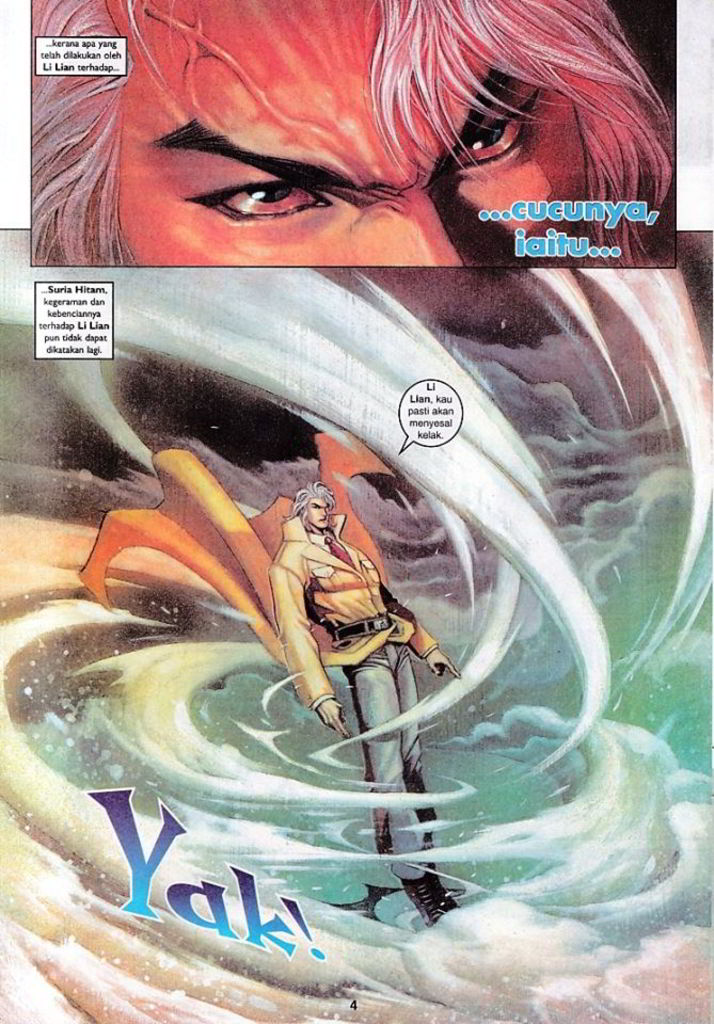 ...kerana apa yang
telah dilakukan oleh
Li Lian terhadap...
...cucunya,
iaitu...
...Suria Hitam,
kegeraman dan
kebenciannya
terhadap Li Lian
pun tidak dapat
dikatakan lagi.
Li
Lian, kau
pasti akan
menyesal
kelak.
Yak!
4